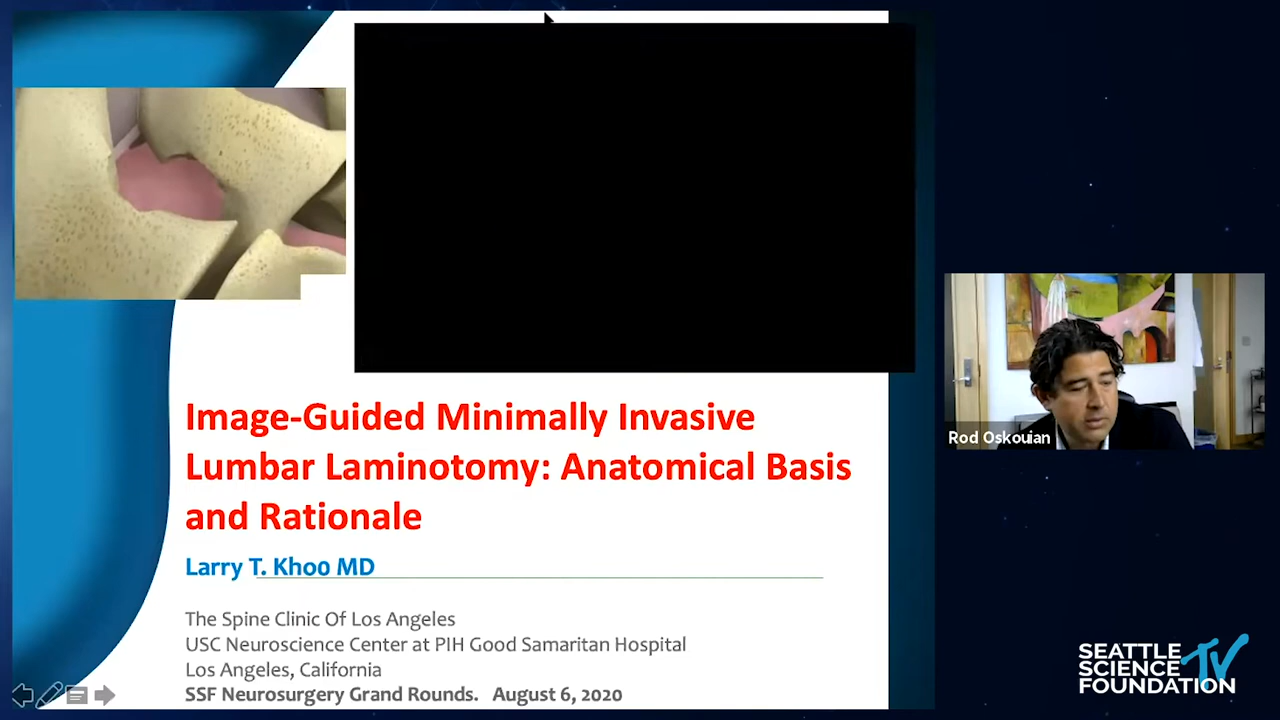 Image-Guided Minimally Invasive
Lumbar Laminotomy: Anatomical Basis
and Rationale
Larry T. Khoo MD
The Spine Clinic Of Los Angeles
USC Neuroscience Center at PIH Good Samaritan Hospital
Los Angeles, California
SSF Neurosurgery Grand Rounds. August 6, 2020
Rod Oskouian
SEATTLE
SCIENCE TV
FOUNDATION